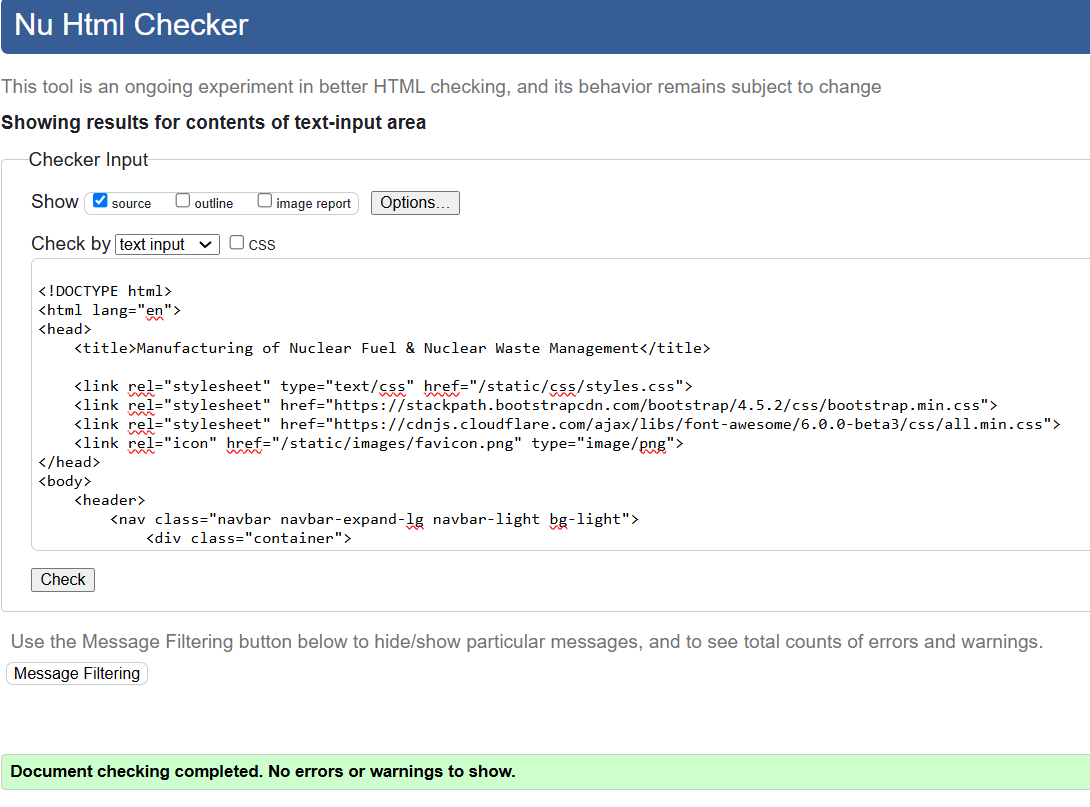 Nu Html Checker
This tool is an ongoing experiment in better HTML checking, and its behavior remains subject to change
Showing results for contents of text-input area
Checker Input
Show source outline image report Options...
Check by text input CSS
<!DOCTYPE html>
<html lang="en">
<head>
    <title>Manufacturing of Nuclear Fuel & Nuclear Waste Management</title>
    <link rel="stylesheet" type="text/css" href="/static/css/styles.css">
    <link rel="stylesheet" href="https://stackpath.bootstrapcdn.com/bootstrap/4.5.2/css/bootstrap.min.css">
    <link rel="stylesheet" href="https://cdnjs.cloudflare.com/ajax/libs/font-awesome/6.0.0-beta3/css/all.min.css">
    <link rel="icon" href="/static/images/favicon.png" type="image/png">
</head>
<body>
    <header>
        <nav class="navbar navbar-expand-lg navbar-light bg-light">
            <div class="container">
Check
Use the Message Filtering button below to hide/show particular messages, and to see total counts of errors and warnings.
Message Filtering
Document checking completed. No errors or warnings to show.